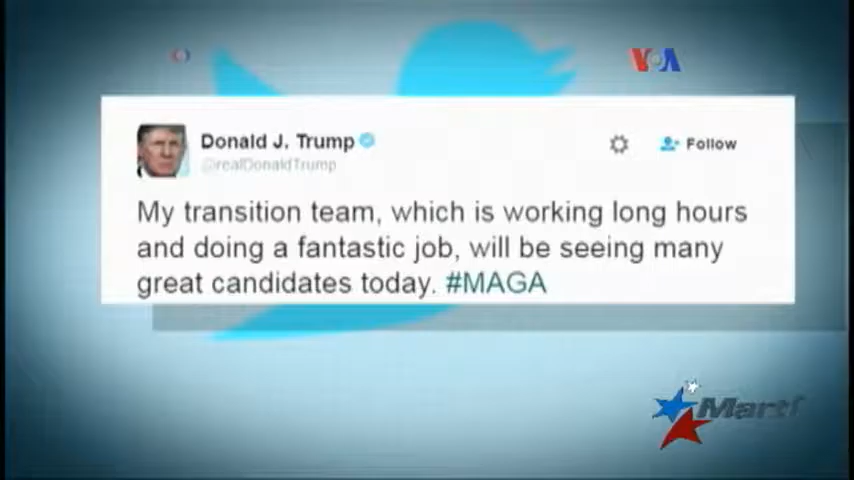 VOA
Donald J. Trump
@realDonaldTrump
Follow
My transition team, which is working long hours
and doing a fantastic job, will be seeing many
great candidates today. #MAGA
Martí